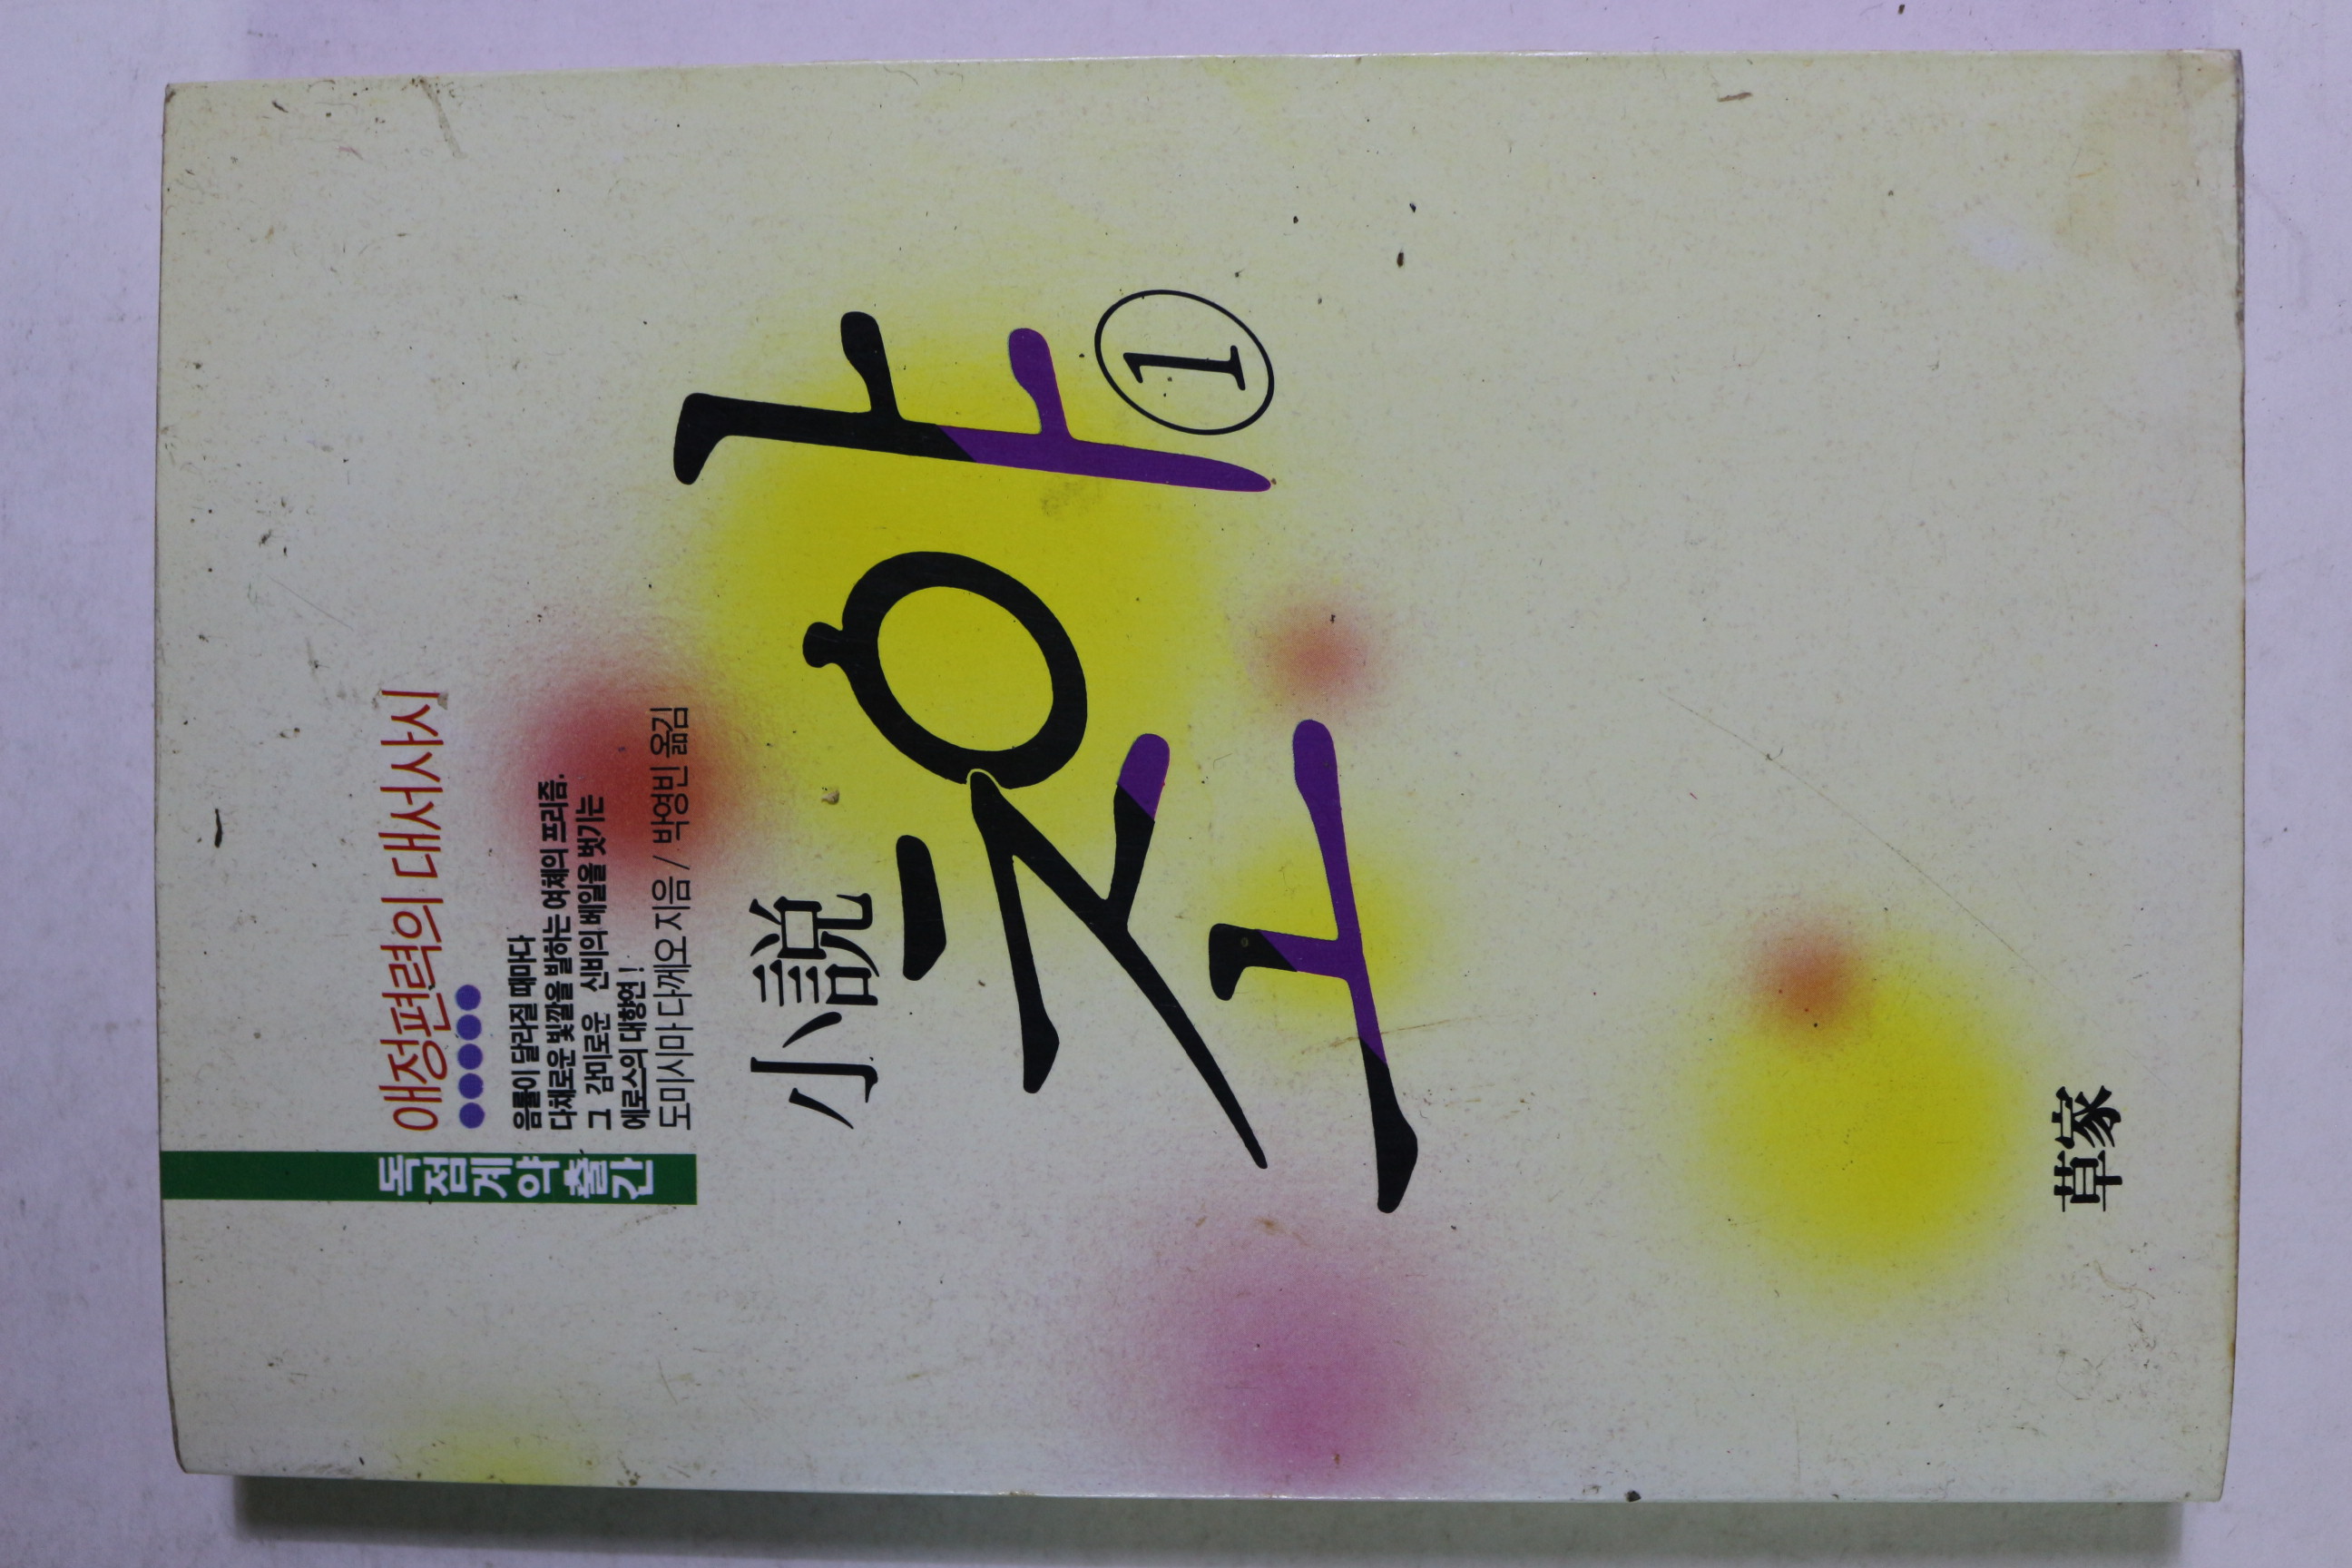 독점계약출간
애정편력의 대서사시
음률이 달라질 때마다
다채로운 빛깔을 발하는 여체의 프리즘.
그 감미로운 신비의 베일을 벗기는
에로스의 대향연!
도미시마 다께오 지음 / 박영빈 옮김
小説
초야 1
草家